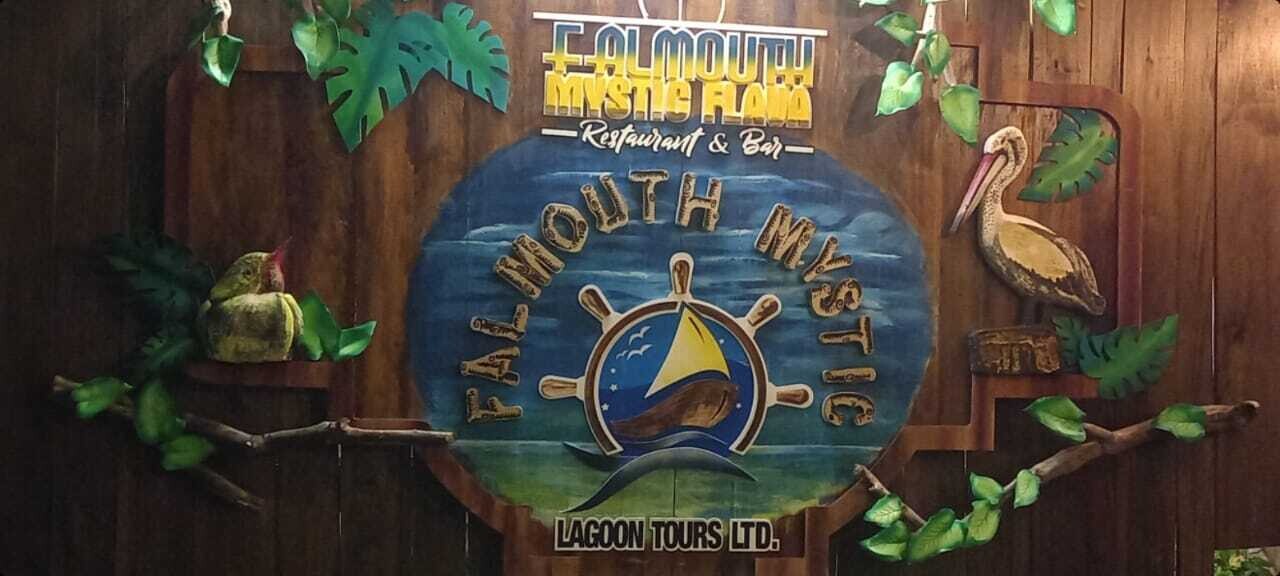 FALMOUTH
MYSTIC FLAVA
Restaurant & Bar
FALMOUTH MYSTIC
LAGOON TOURS LTD.